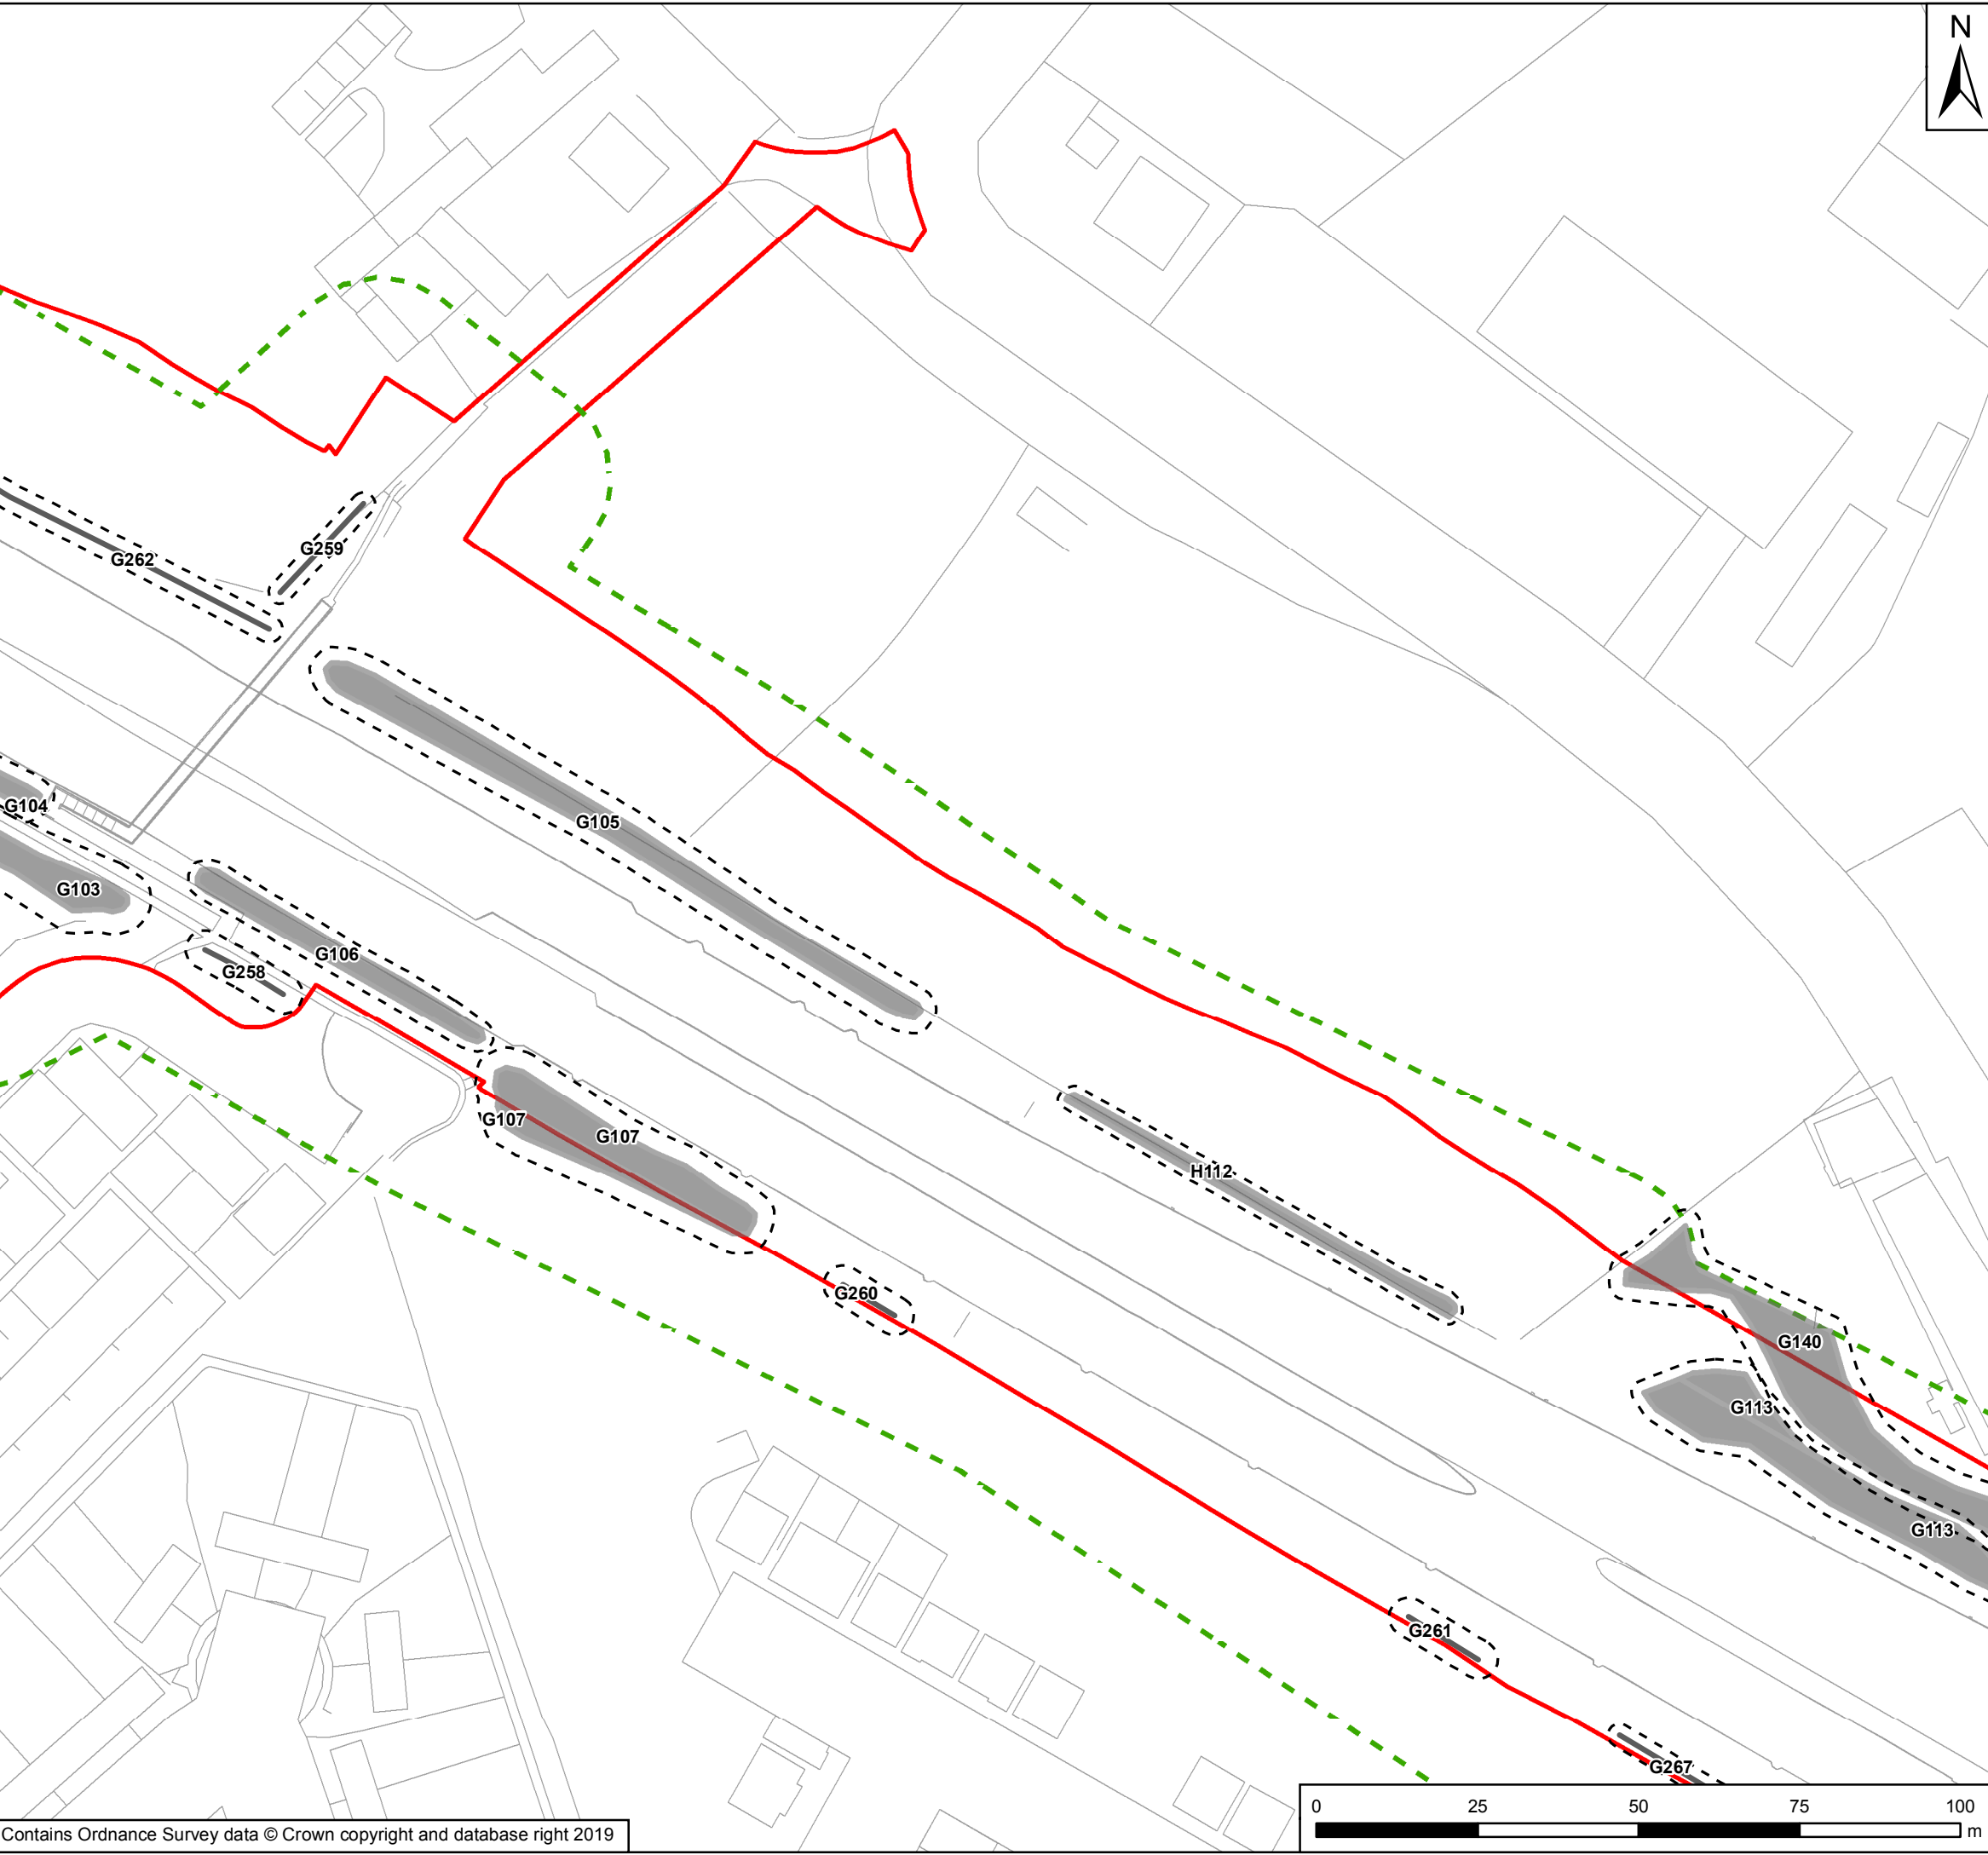 N
G259
G262
G104
G105
G103
G106
G258
G107
G107
H112
G260
G140
G113
G113
G261
G267
0 25 50 75 100
m
Contains Ordnance Survey data © Crown copyright and database right 2019